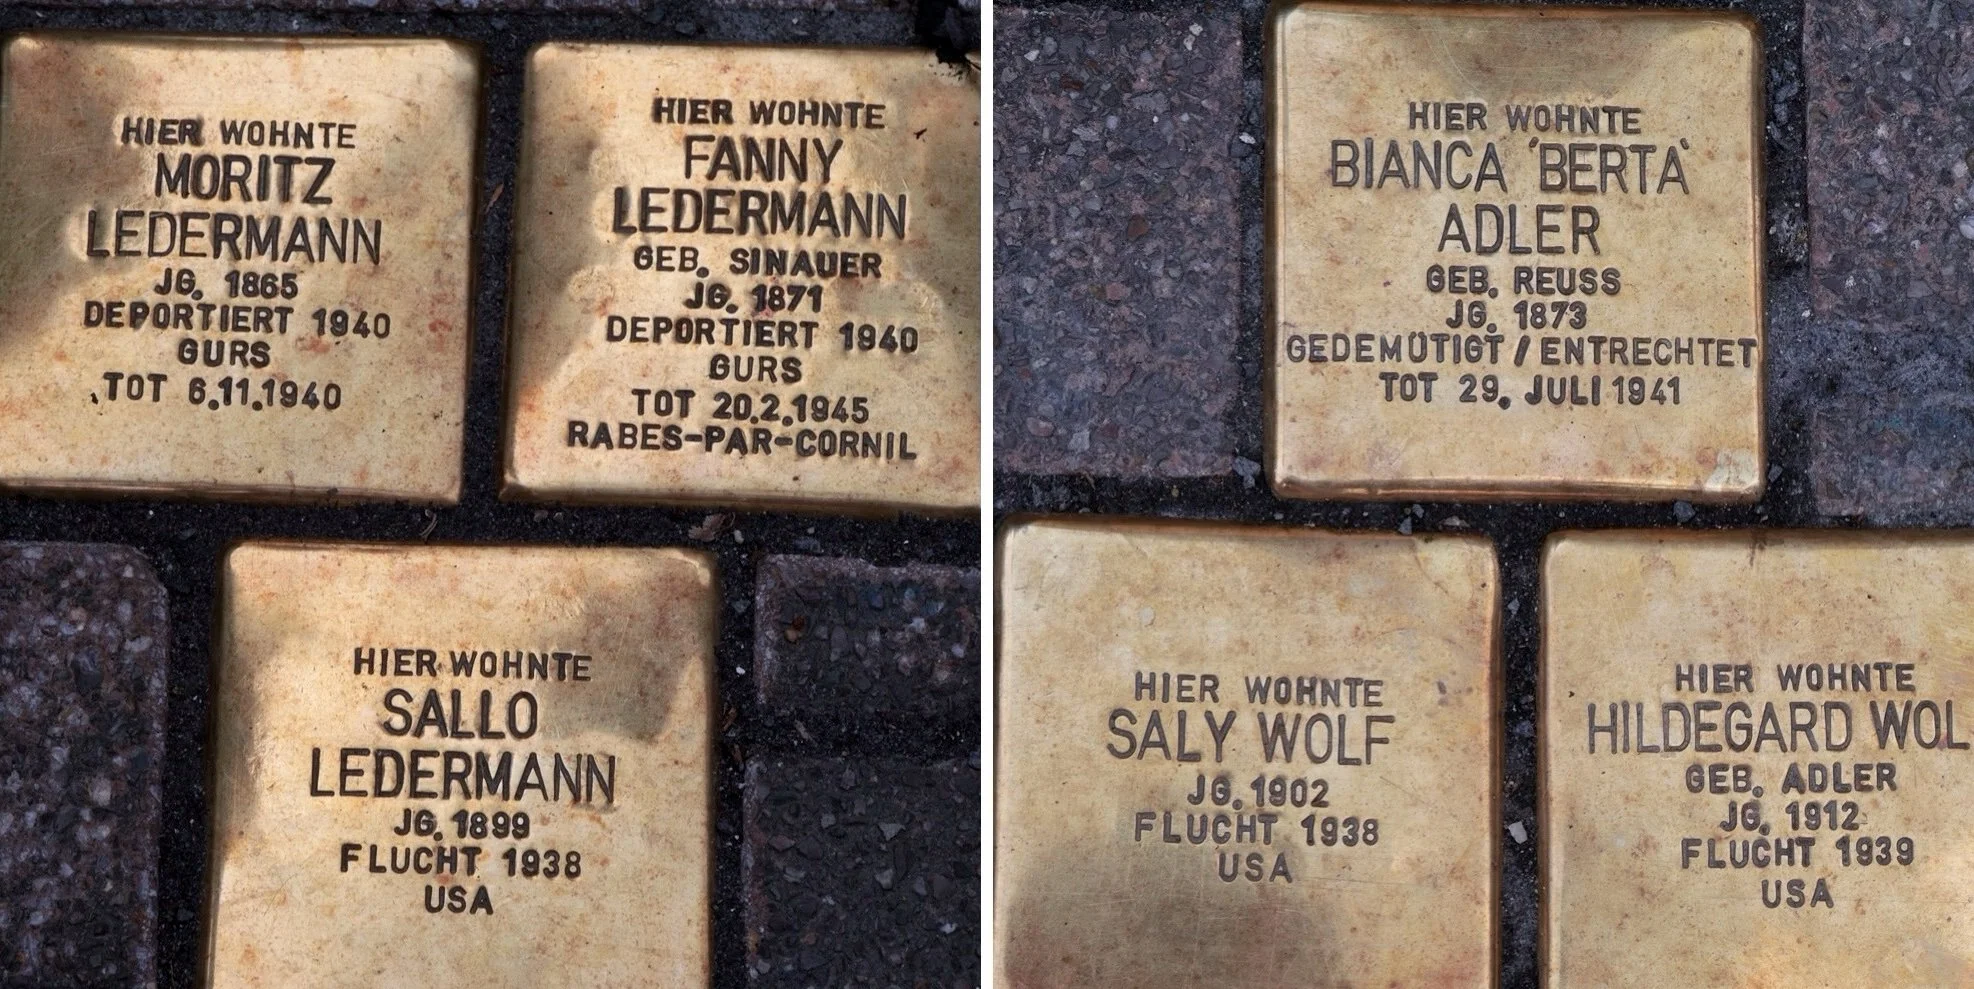 HIER WOHNTE
MORITZ
LEDERMANN
JG. 1865
DEPORTIERT 1940
GURS
TOT 6.11.1940
HIER WOHNTE
FANNY
LEDERMANN
GEB. SINAUER
JG. 1871
DEPORTIERT 1940
GURS
TOT 20.2.1945
RABES-PAR-CORNIL
HIER WOHNTE
SALLO
LEDERMANN
JG. 1899
FLUCHT 1938
USA
HIER WOHNTE
BIANCA 'BERTA'
ADLER
GEB. REUSS
JG. 1873
GEDEMÜTIGT / ENTRECHTET
TOT 29. JULI 1941
HIER WOHNTE
SALY WOLF
JG. 1902
FLUCHT 1938
USA
HIER WOHNTE
HILDEGARD WOL
GEB. ADLER
JG. 1912
FLUCHT 1939
USA